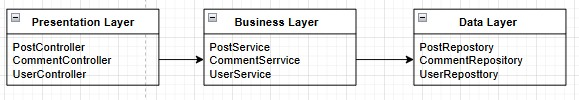 Presentation Layer
PostController
CommentController
UserController
Business Layer
PostService
CommentSerrvice
UserService
Data Layer
PostRepostory
CommentRepository
UserReposttory